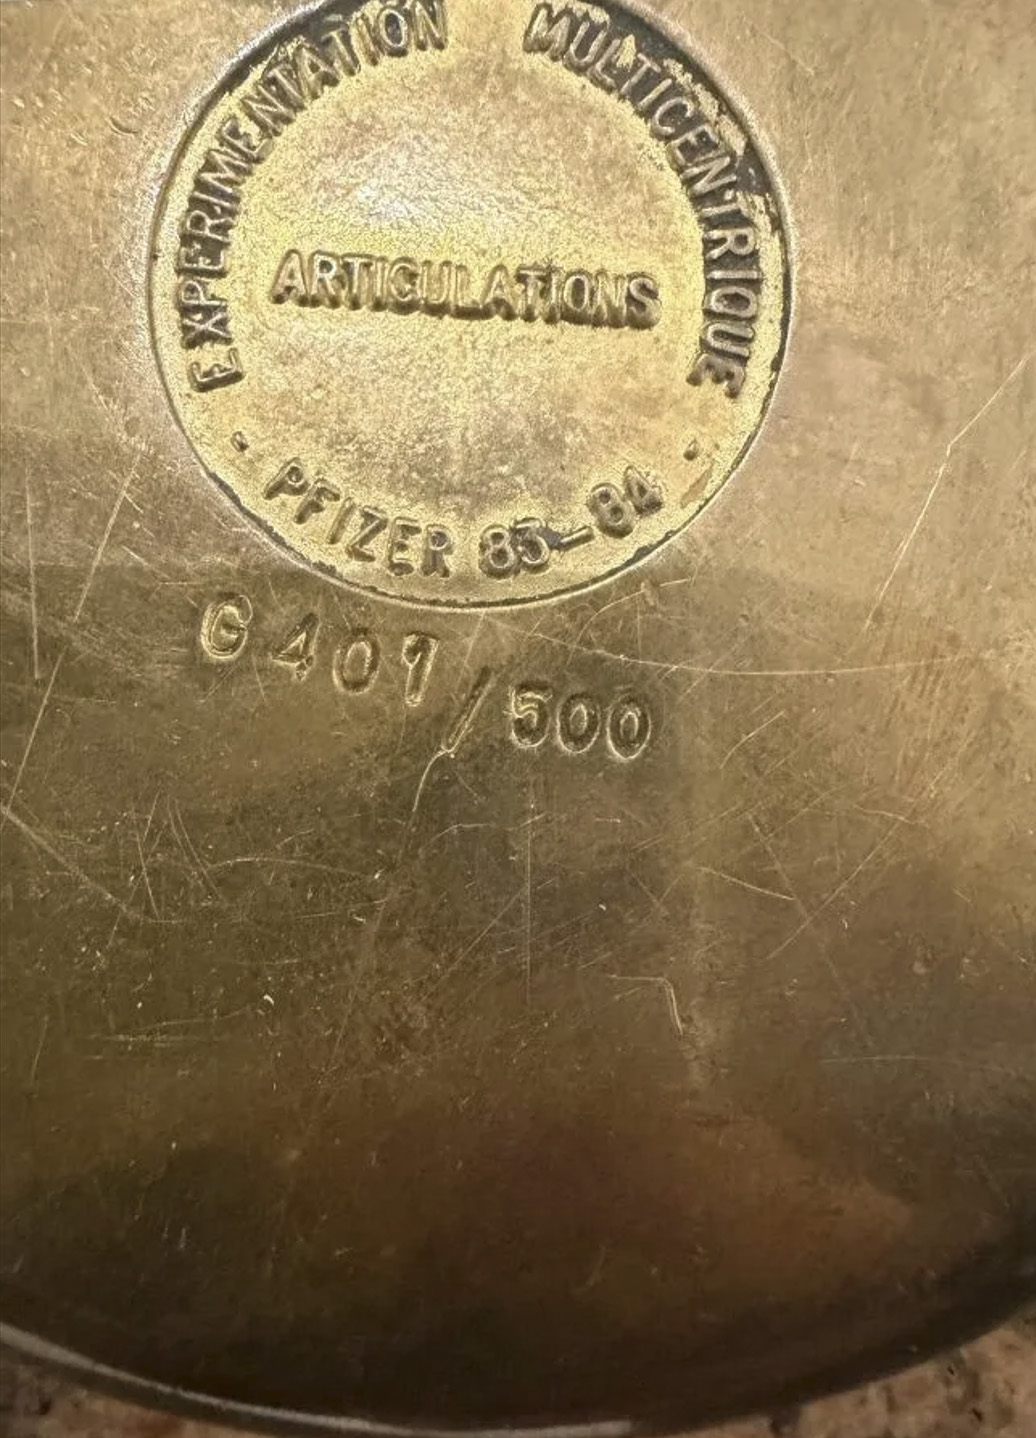 EXPERIMENTATION MULTICENTRIQUE
ARTICULATIONS
· PFIZER 83-84 ·
G 401/500